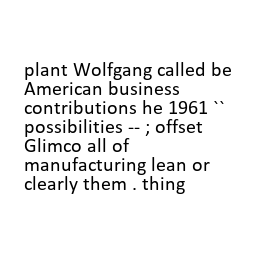 plant Wolfgang called be
American business
contributions he 1961 ``
possibilities -- ; offset
Glimco all of
manufacturing lean or
clearly them . thing